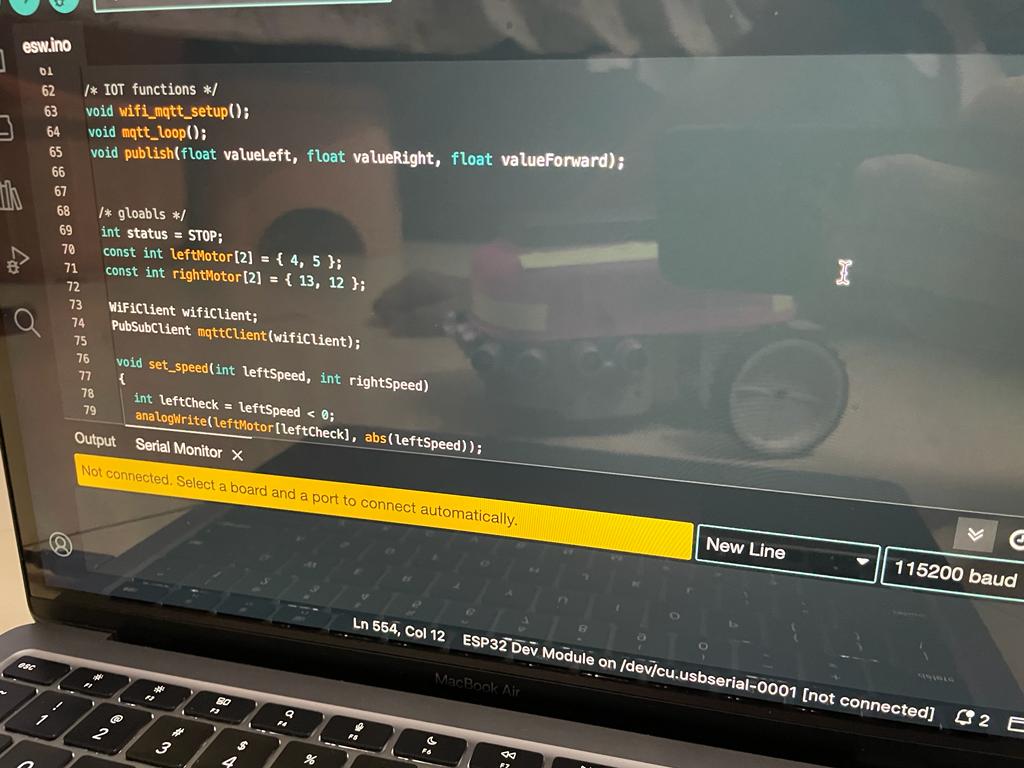 esw.ino
61
62 /* IOT functions */
63 void wifi_mqtt_setup();
64 void mqtt_loop();
65 void publish(float valueLeft, float valueRight, float valueForward);
66
67
68 /* gloabls */
69 int status = STOP;
70 const int leftMotor[2] = { 4, 5 };
71 const int rightMotor[2] = { 13, 12 };
72
73 WiFiClient wifiClient;
74 PubSubClient mqttClient(wifiClient);
75
76 void set_speed(int leftSpeed, int rightSpeed)
77 {
78 int leftCheck = leftSpeed < 0;
79 analogWrite(leftMotor[leftCheck], abs(leftSpeed));
Output Serial Monitor X
Not connected. Select a board and a port to connect automatically.
New Line
115200 baud
Ln 554, Col 12 ESP32 Dev Module on /dev/cu.usbserial-0001 [not connected] 2
MacBook Air
esc F1 F2 F3 F4 F5 F6 F7
! 1 @ 2 # 3 $ 4 %